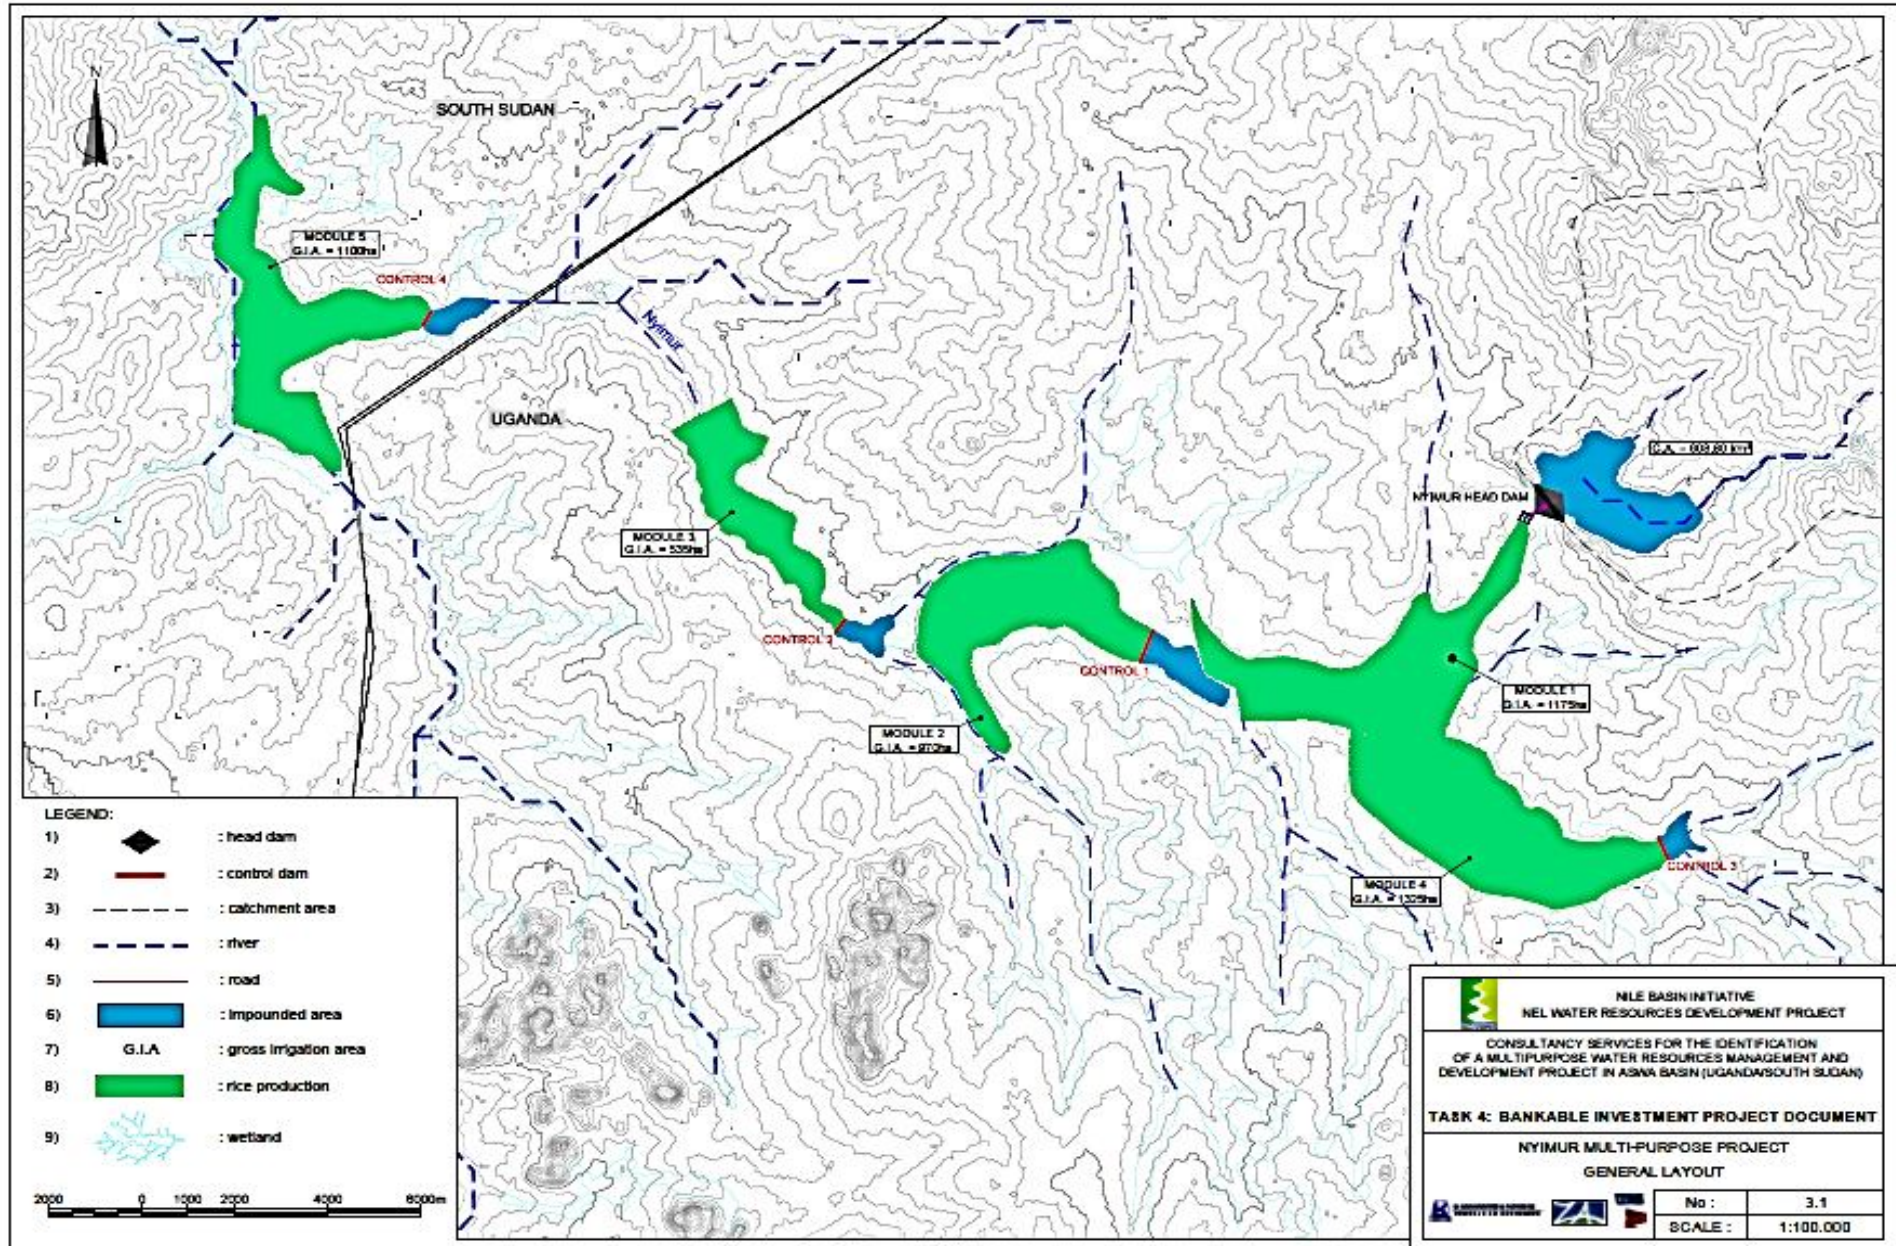 N
SOUTH SUDAN
MODULE 5
G.I.A. = 1100ha
CONTROL 4
Nyimur
UGANDA
C.A. =
NYIMUR HEAD DAM
MODULE 3
G.I.A. = 535ha
CONTROL 2
CONTROL 1
MODULE 1
G.I.A. = 1175ha
MODULE 2
G.I.A. = 970ha
CONTROL 3
MODULE 4
G.I.A. = 1325ha
LEGEND:
1) : head dam
2) : control dam
3) : catchment area
4) : river
5) : road
6) : impounded area
7) G.I.A : gross irrigation area
8) : rice production
9) : wetland
2000 0 1000 2000 4000 6000m
NILE BASIN INITIATIVE
NEL WATER RESOURCES DEVELOPMENT PROJECT
CONSULTANCY SERVICES FOR THE IDENTIFICATION
OF A MULTIPURPOSE WATER RESOURCES MANAGEMENT AND
DEVELOPMENT PROJECT IN ASWA BASIN (UGANDA/SOUTH SUDAN)
TASK 4: BANKABLE INVESTMENT PROJECT DOCUMENT
NYIMUR MULTI-PURPOSE PROJECT
GENERAL LAYOUT
No : 3.1
SCALE : 1:100.000